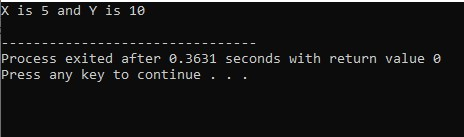 X is 5 and Y is 10
--------------------------------
Process exited after 0.3631 seconds with return value 0
Press any key to continue . . .